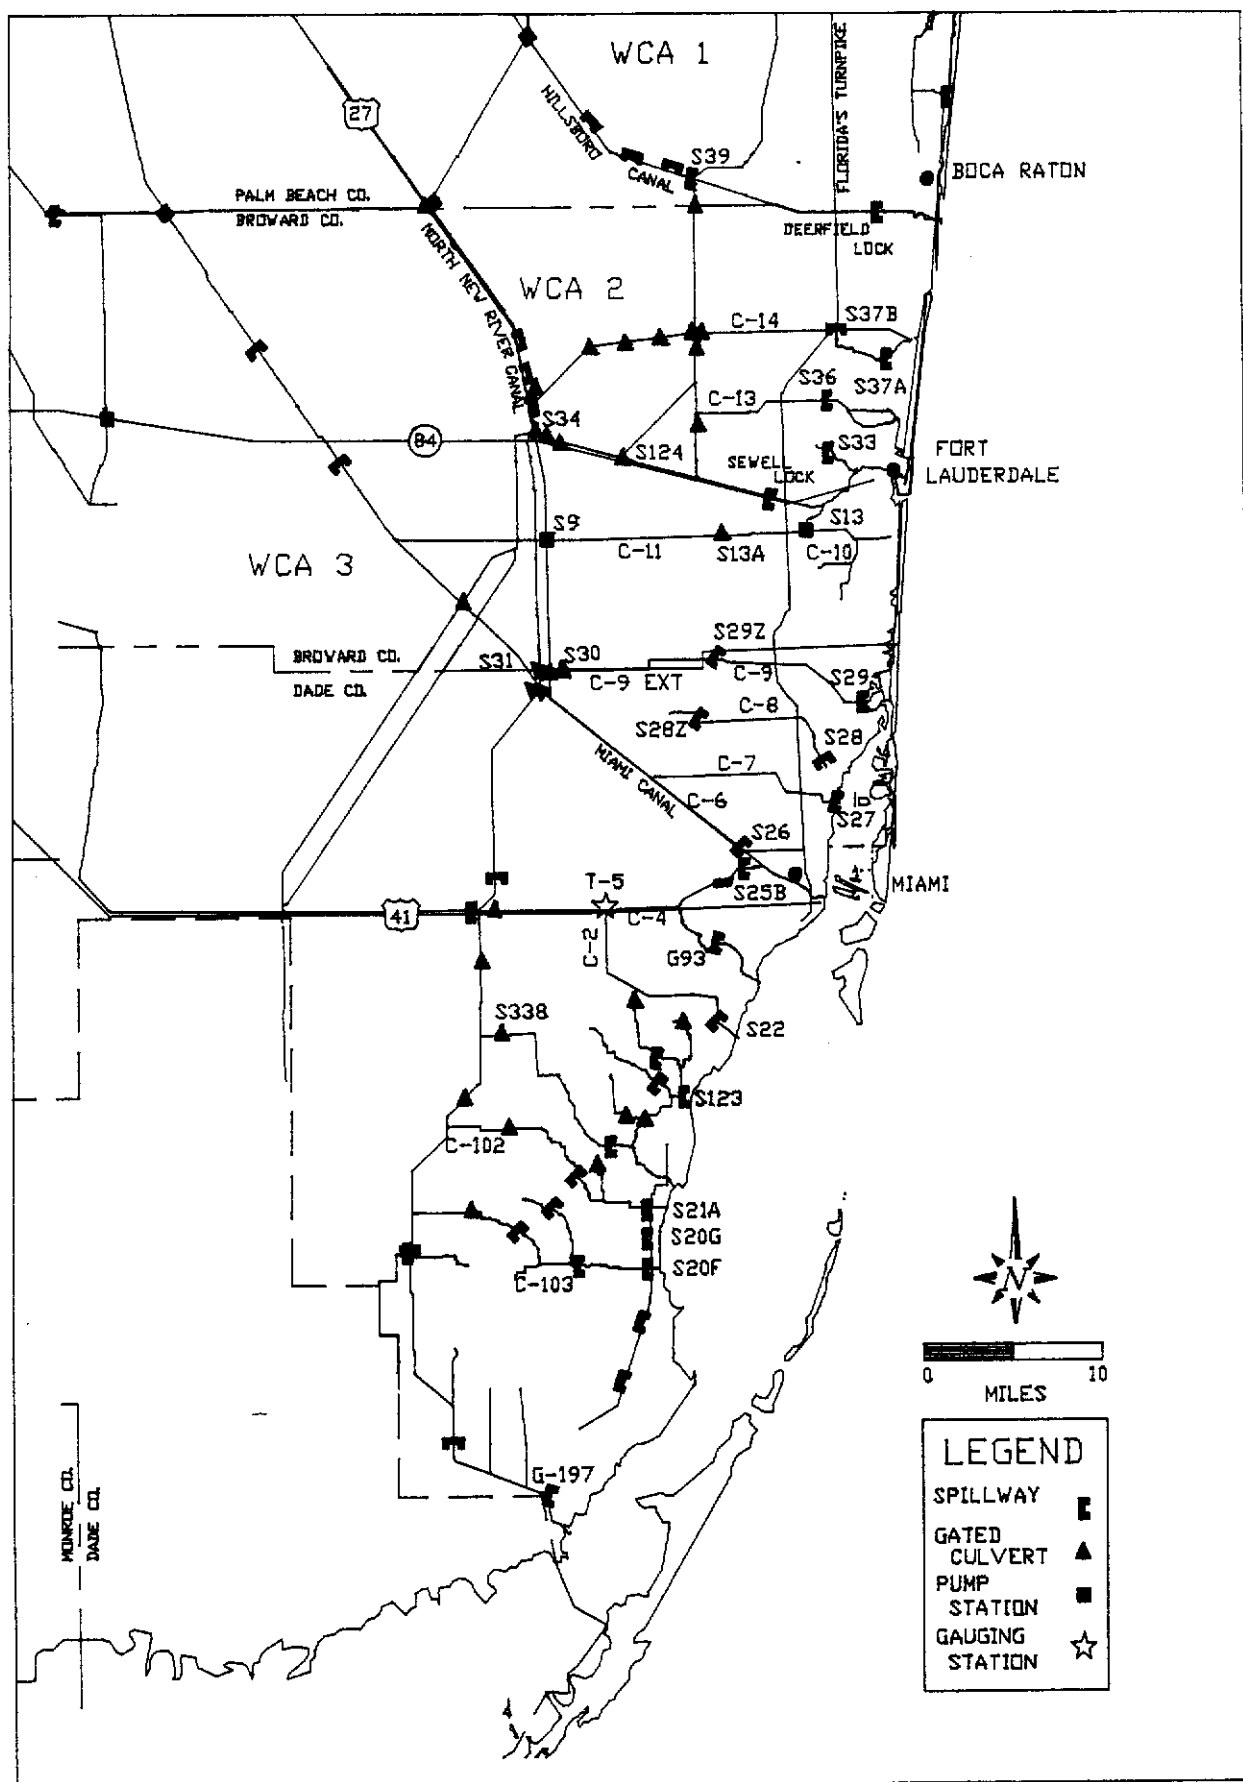 WCA 1
FLORIDA'S TURNPIKE
27
HILLSBORO
CANAL
S39
BOCA RATON
PALM BEACH CO.
BROWARD CO.
DEERFIELD
LOCK
NORTH NEW RIVER CANAL
WCA 2
C-14
S37B
S37A
S36
C-13
S34
84
S124
S33
SEWELL
LOCK
FORT
LAUDERDALE
S9
S13
C-11
S13A
C-10
WCA 3
S29Z
BROWARD CO.
DADE CO.
S31
S30
C-9 EXT
C-9
S29
C-8
S28Z
S28
MIAMI CANAL
C-7
C-6
S27
S26
S25B
MIAMI
T-5
41
C-4
C-2
G93
S338
S22
S123
C-102
S21A
S20G
S20F
C-103
N
0
10
MILES
G-197
MONROE CO.
DADE CO.
LEGEND
SPILLWAY
GATED
CULVERT
PUMP
STATION
GAUGING
STATION